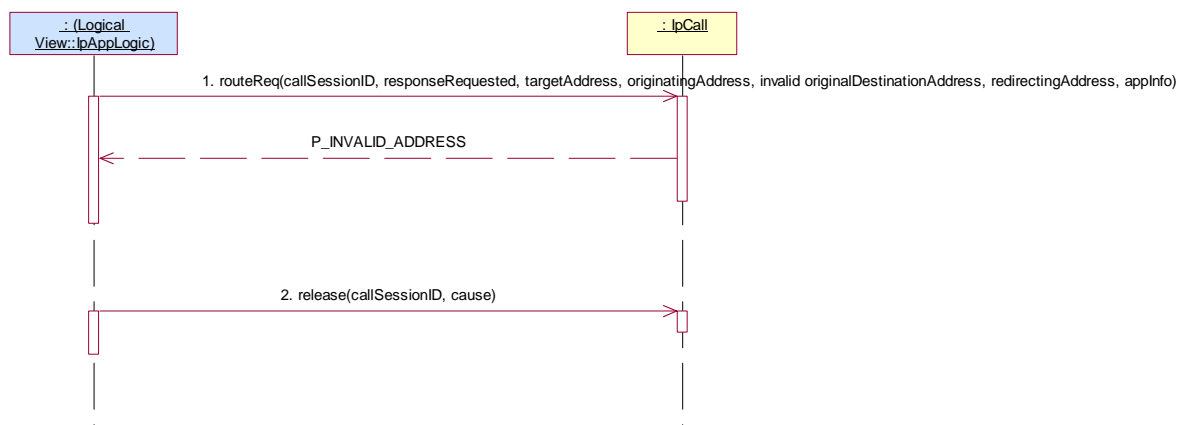 : (Logical
View::IpAppLogic)
: IpCall
1. routeReq(callSessionID, responseRequested, targetAddress, originatingAddress, invalid originalDestinationAddress, redirectingAddress, appInfo)
P_INVALID_ADDRESS
2. release(callSessionID, cause)